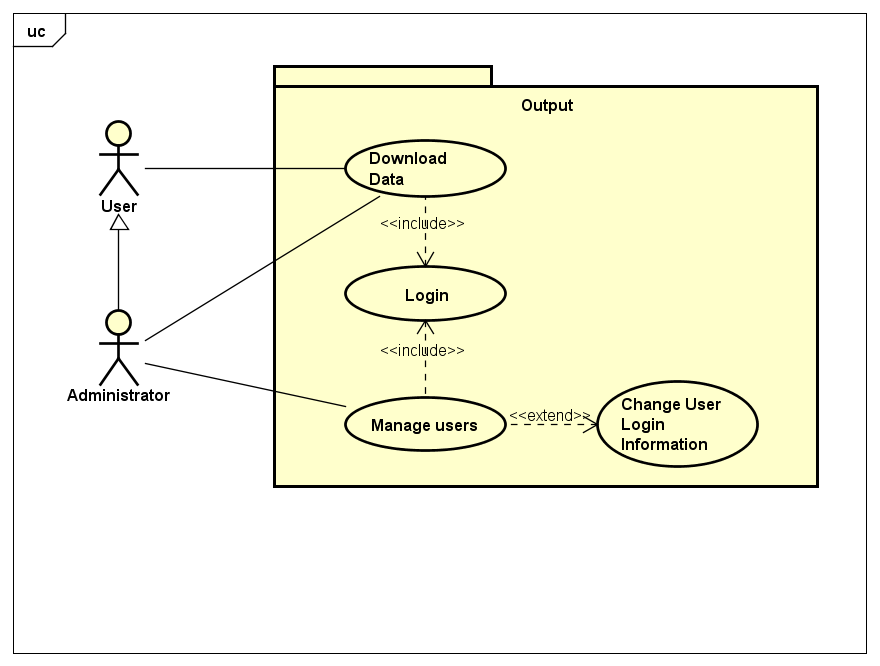 uc
Output
Download
Data
User
<<include>>
Login
<<include>>
Administrator
Manage users
<<extend>>
Change User
Login
Information